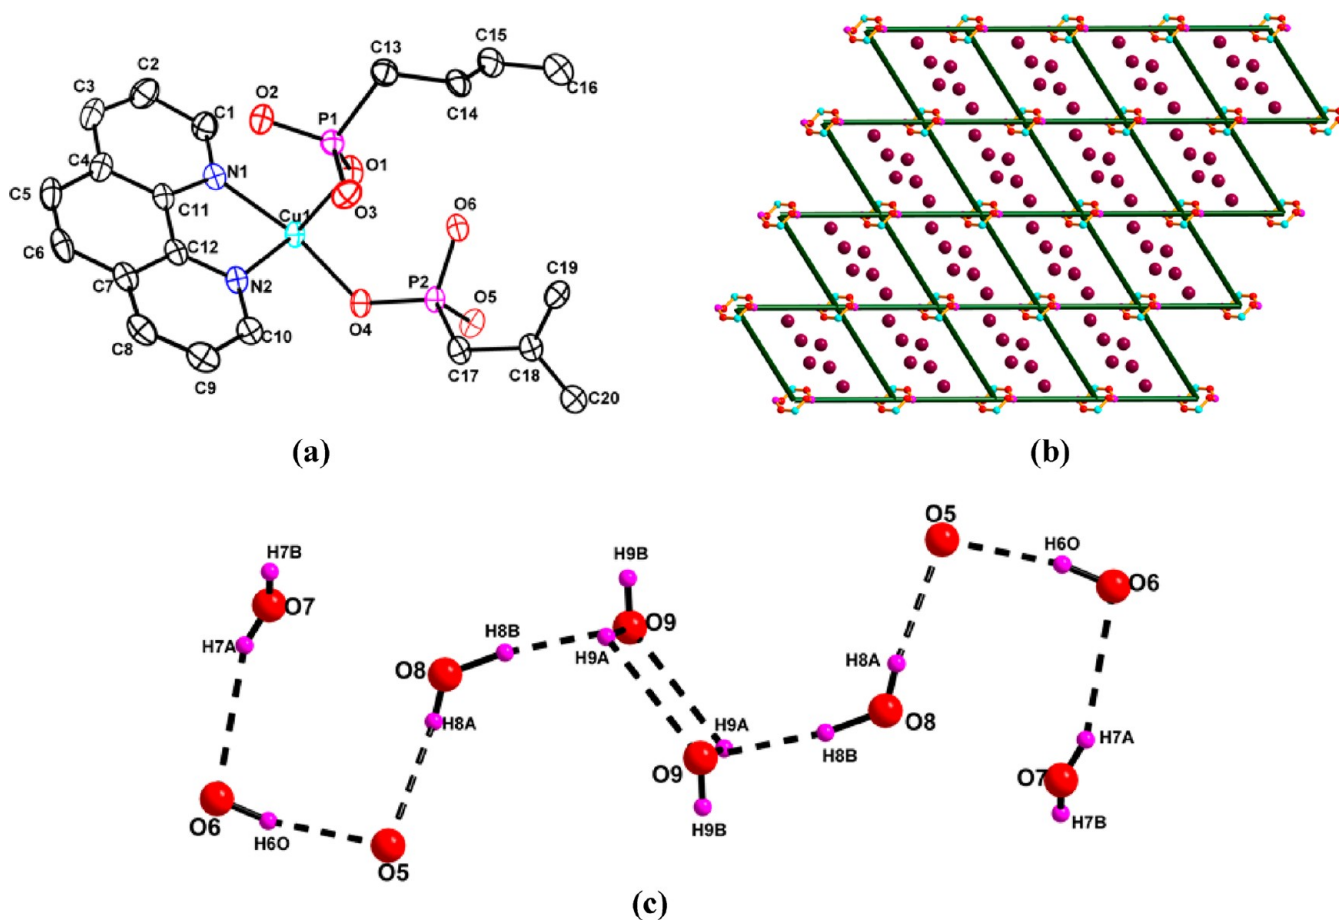 C15
C13
C2
C16
C3
O2
C1
P1
C14
C4
N1
O1
C5
C11
O3
Cu1
O6
C6
C12
C19
C7
N2
P2
O5
C8
C10
O4
C9
C17
C18
C20
(a)
(b)
O5
H7B
H9B
H6O
O6
O7
O9
H7A
H8B
H9A
H8A
O8
O8
H8A
H9A
H7A
H8B
O9
O7
O6
H9B
H7B
H6O
O5
(c)